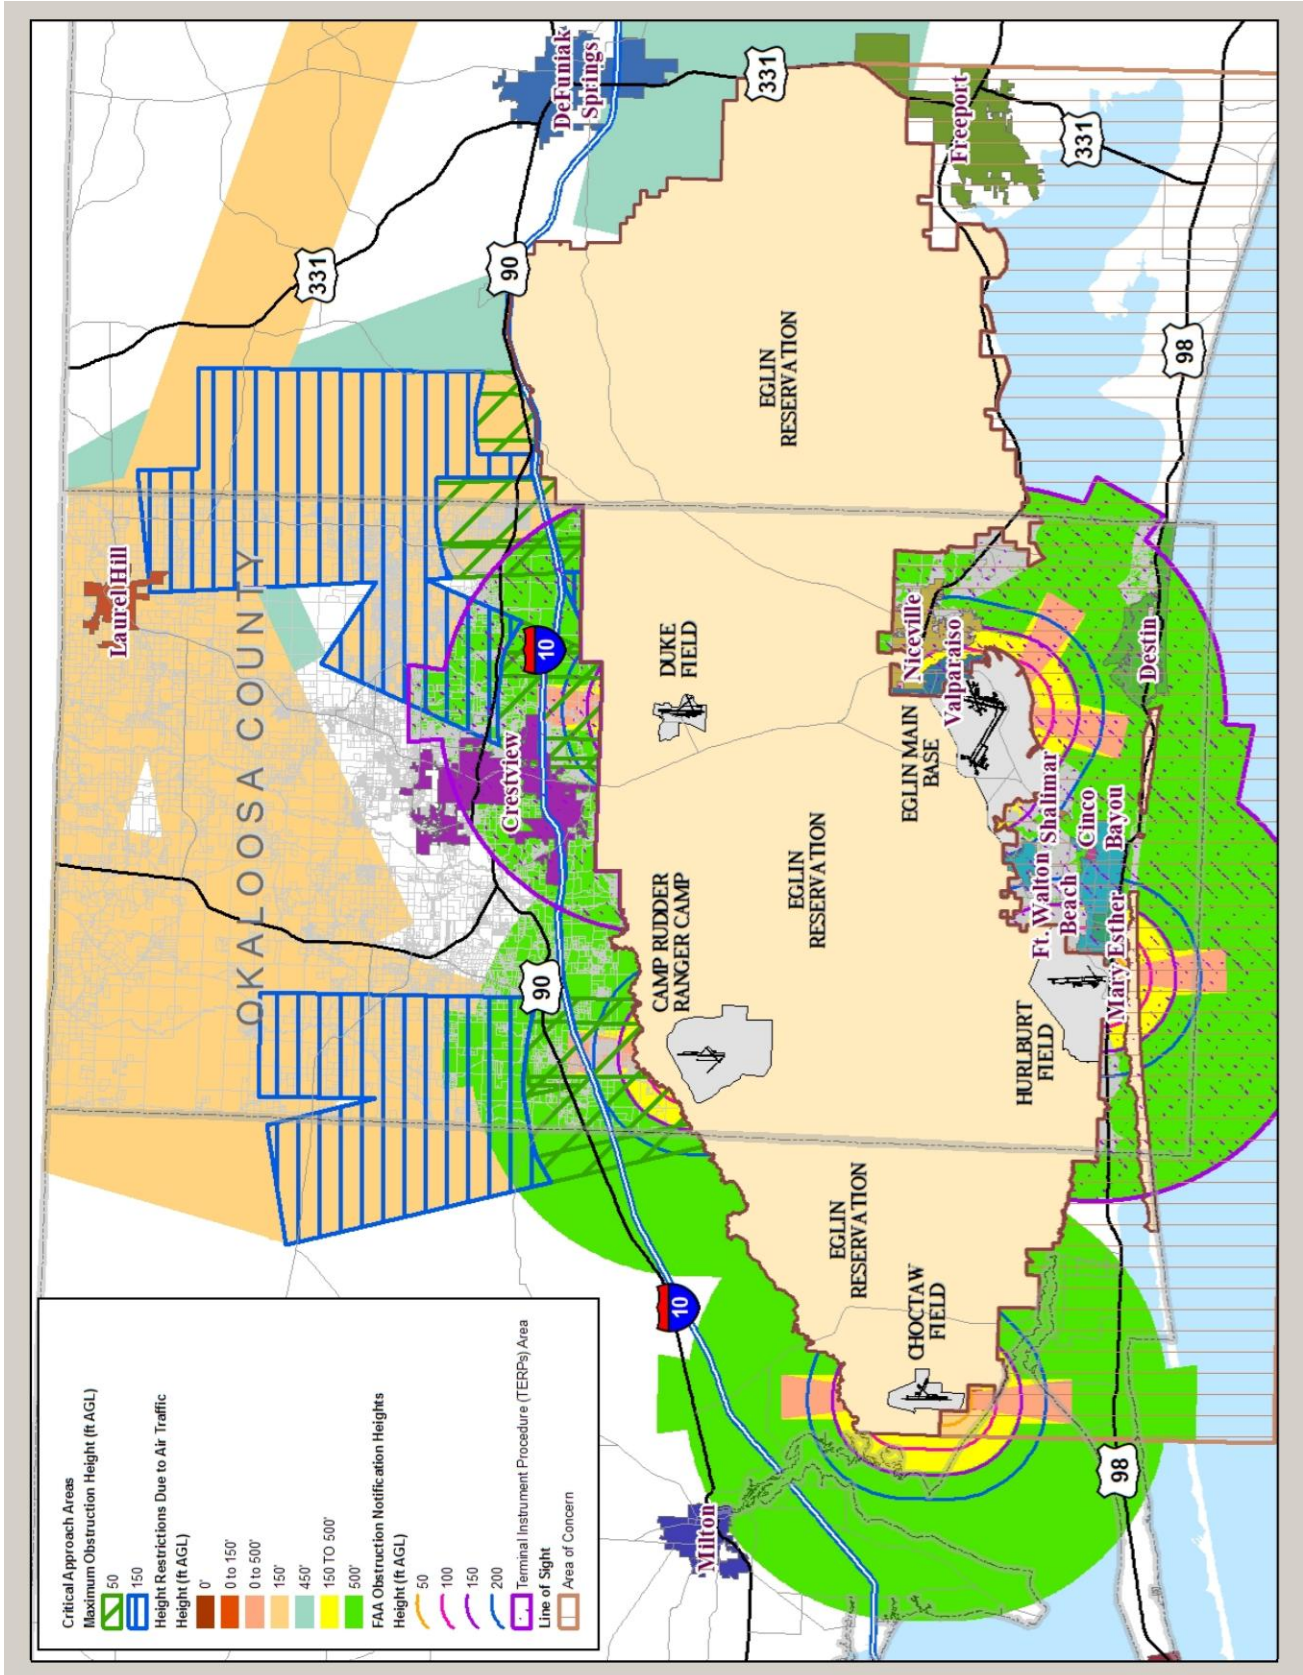 Critical Approach Areas
Maximum Obstruction Height (ft AGL)
50
150
Height Restrictions Due to Air Traffic
Height (ft AGL)
0'
0 to 150'
0 to 500'
150'
450'
150 TO 500'
500'
FAA Obstruction Notification Heights
Height (ft AGL)
50
100
150
200
Terminal Instrument Procedure (TERPs) Area
Line of Sight
Area of Concern
OKALOOSA COUNTY
Laurel Hill
331
DeFuniak
Springs
90
331
Crestview
10
90
10
Milton
CAMP RUDDER
RANGER CAMP
DUKE
FIELD
EGLIN
RESERVATION
EGLIN
RESERVATION
EGLIN
RESERVATION
CHOCTAW
FIELD
HURLBURT
FIELD
EGLIN MAIN
BASE
Niceville
Valparaiso
Freeport
331
Ft. Walton
Beach
Shalimar
Cinco
Bayou
Mary Esther
Destin
98
98